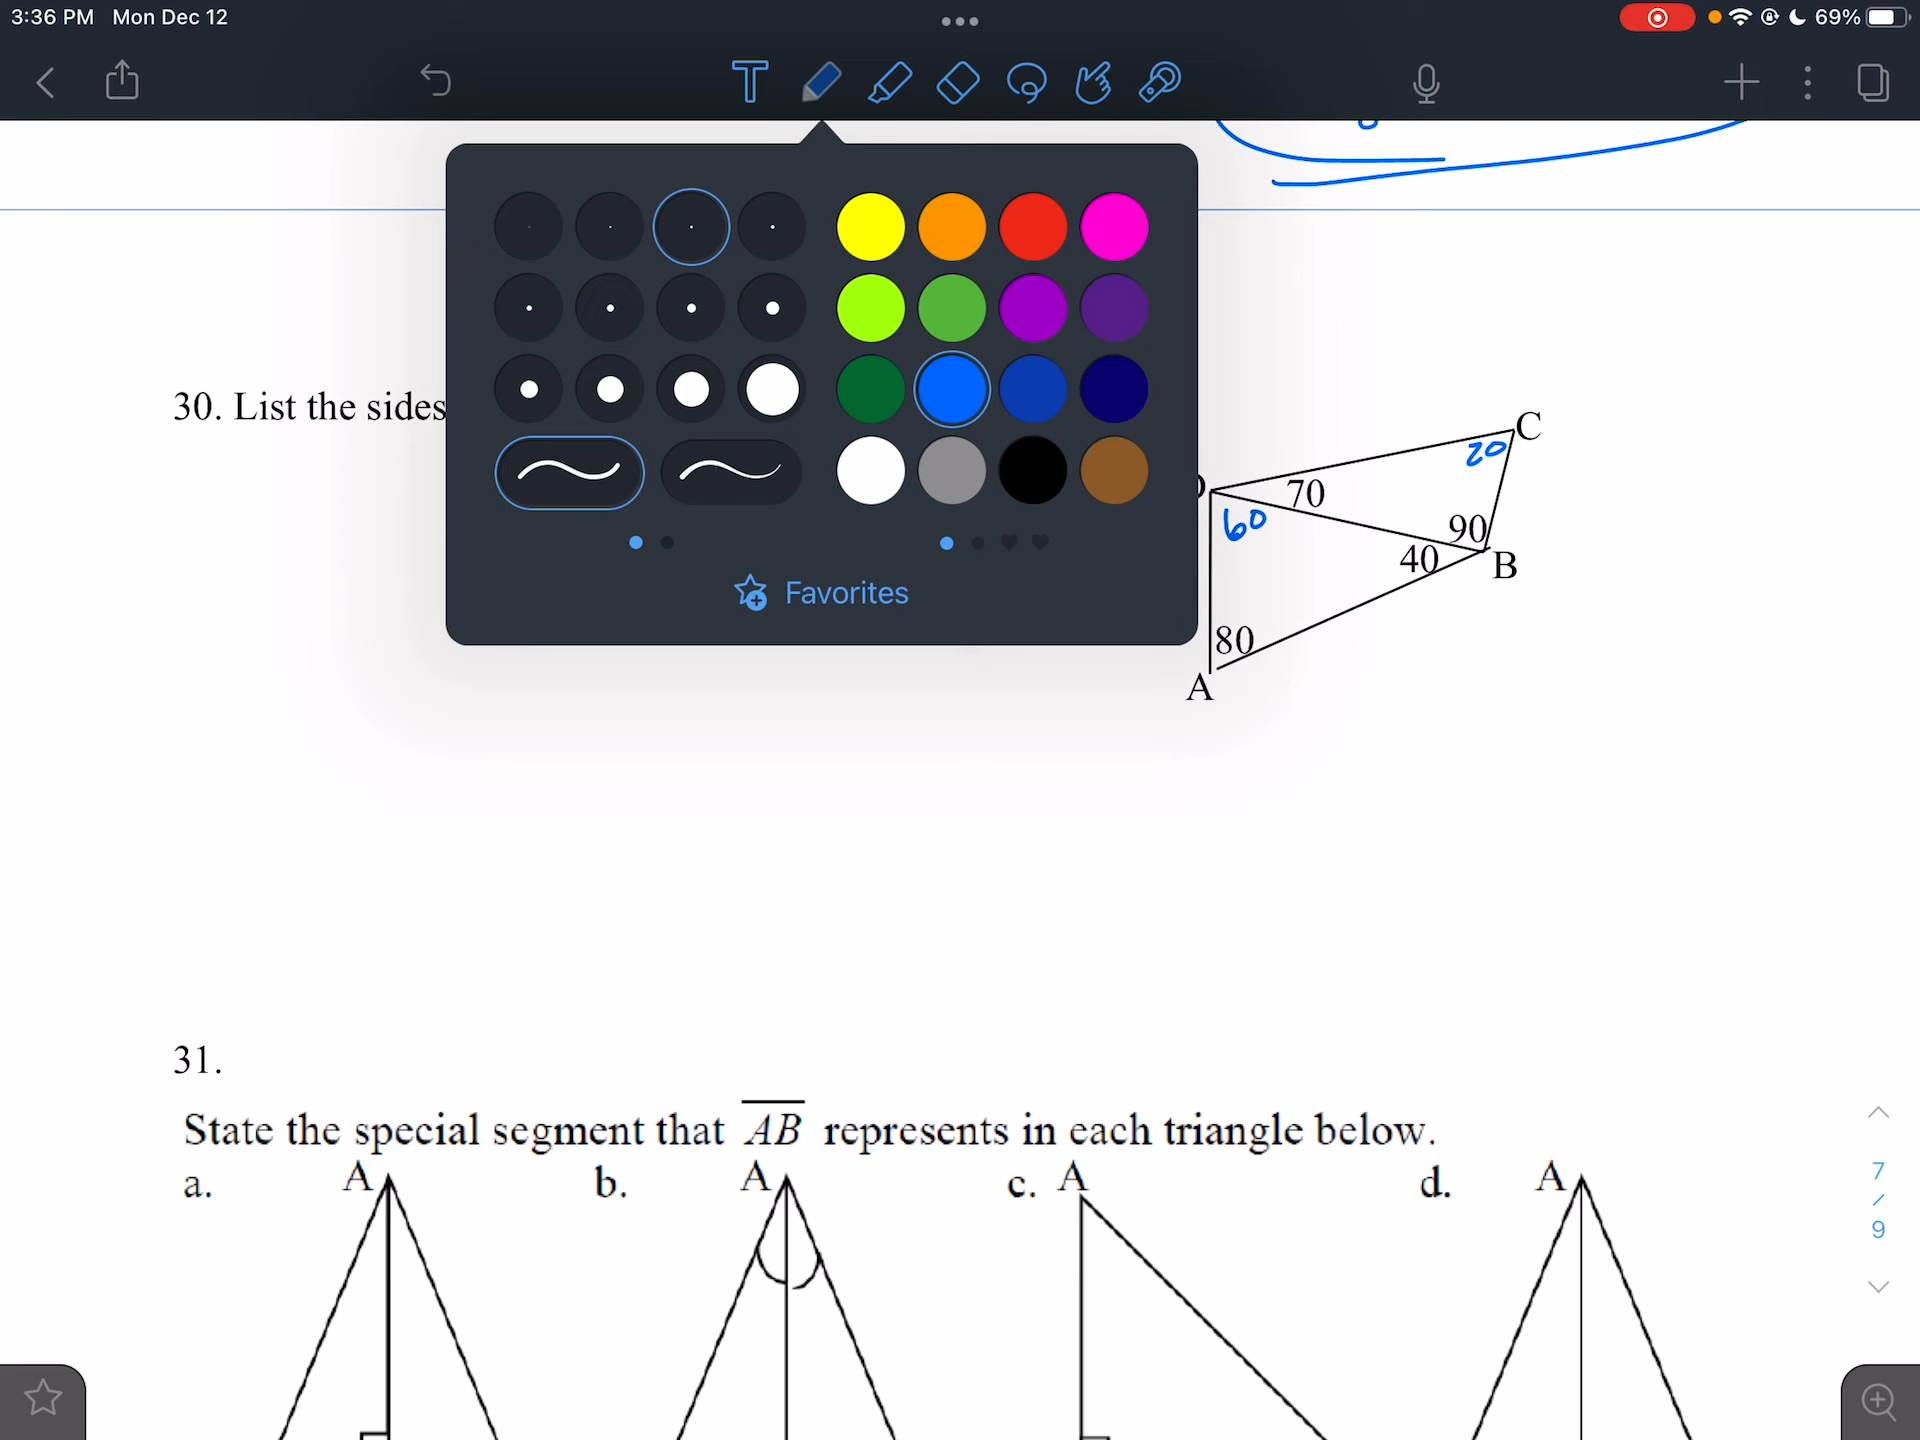 3:36 PM Mon Dec 12
69%
T
30. List the sides
C
20
70
60
90
40
B
80
A
31.
State the special segment that AB represents in each triangle below.
a. A b. A c. A d. A
7
/
9
Favorites